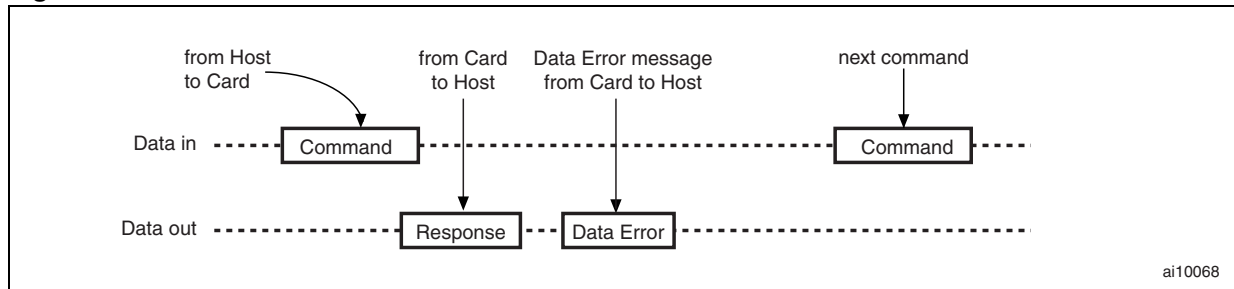 from Host
to Card
from Card
to Host
Data Error message
from Card to Host
next command
Data in
Command
Command
Data out
Response
Data Error
ai10068